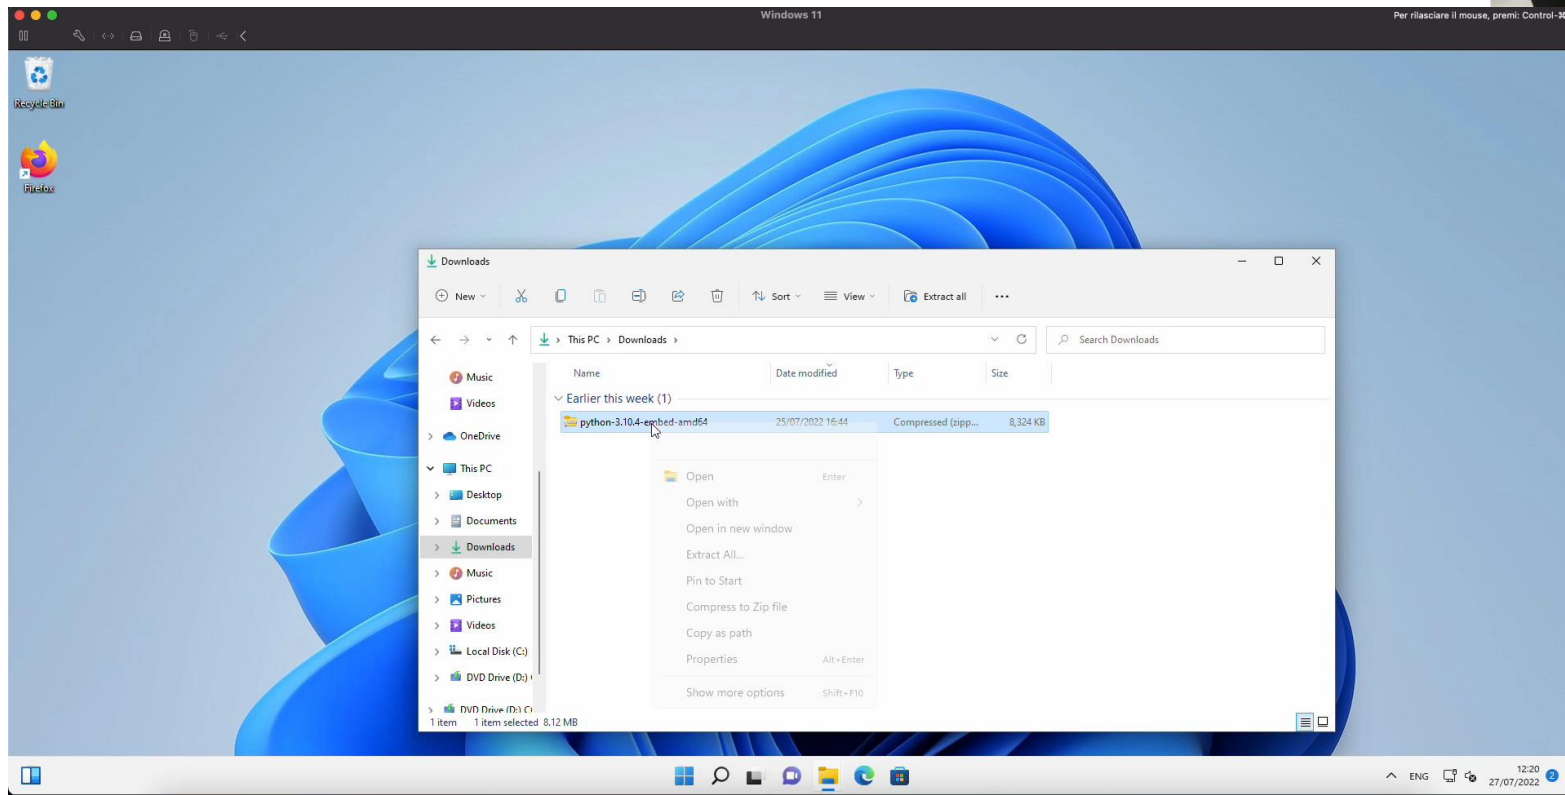 Windows 11
Per rilasciare il mouse, premi: Control-⌘
Recycle Bin
Firefox
Downloads
New
Sort
View
Extract all
This PC > Downloads >
Search Downloads
Name Date modified Type Size
Music
Videos
OneDrive
This PC
Desktop
Documents
Downloads
Music
Pictures
Videos
Local Disk (C:)
DVD Drive (D:)
DVD Drive (D:) C
Earlier this week (1)
python-3.10.4-embed-amd64 25/07/2022 16:44 Compressed (zipp... 8,324 KB
Open Enter
Open with
Open in new window
Extract All...
Pin to Start
Compress to Zip file
Copy as path
Properties Alt+Enter
Show more options Shift+F10
1 item 1 item selected 8.12 MB
ENG
12:20
27/07/2022
2